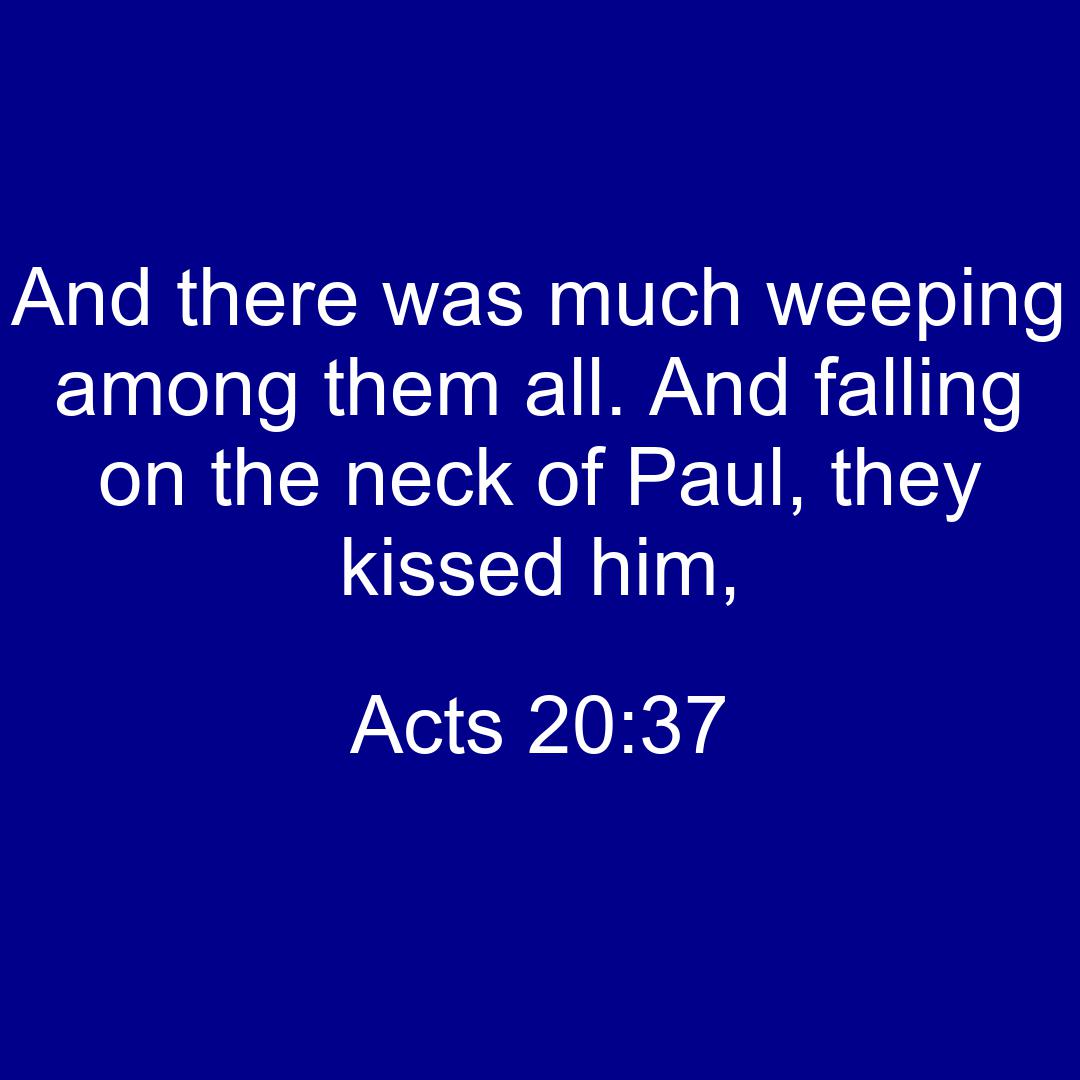 And there was much weeping
among them all. And falling
on the neck of Paul, they
kissed him,
Acts 20:37